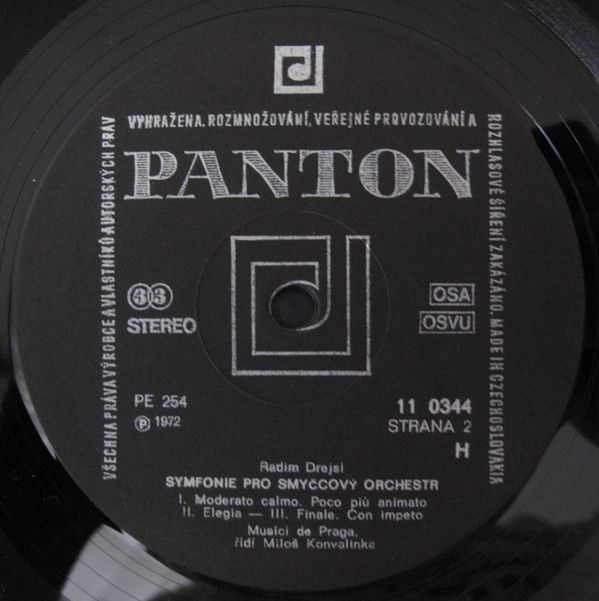 VŠECHNA PRÁVA VÝROBCE A VLASTNÍKŮ AUTORSKÝCH PRÁV
VYHRAŽENA. ROZMNOŽOVÁNÍ, VEŘEJNÉ PROVOZOVÁNÍ A
ROZHLASOVÉ ŠÍŘENÍ ZAKÁZÁNO. MADE IN CZECHOSLOVAKIA
PANTON
33
STEREO
OSA
OSVU
PE 254
Ⓟ 1972
11 0344
STRANA 2
H
Radim Drejsl
SYMFONIE PRO SMYČCOVÝ ORCHESTR
I. Moderato calmo. Poco più animato
II. Elegia — III. Finale. Con impeto
Musici de Praga,
řídí Miloš Konvalinka